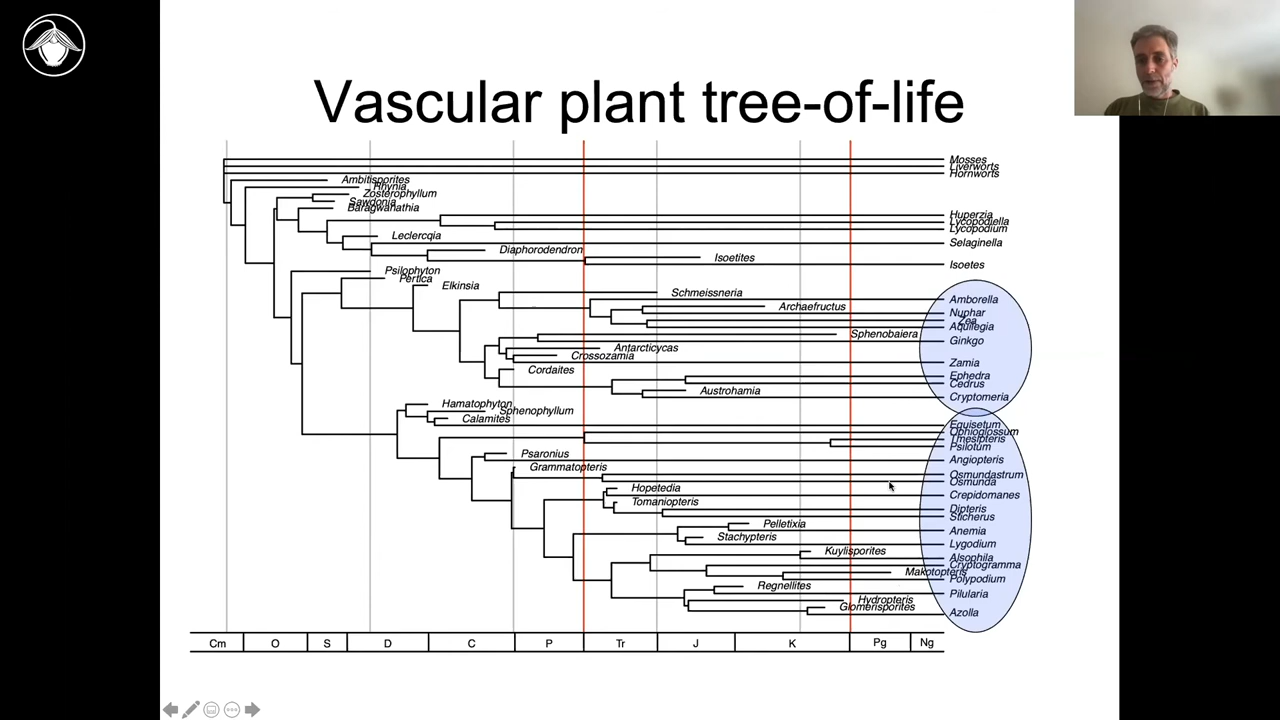 Vascular plant tree-of-life
Mosses
Liverworts
Hornworts
Ambitisporites
Rhynia
Zosterophyllum
Sawdonia
Baragwanathia
Huperzia
Lycopodiella
Lycopodium
Leclercqia
Selaginella
Diaphorodendron
Isoetites
Isoetes
Psilophyton
Pertica
Elkinsia
Schmeissneria
Amborella
Archaefructus
Nuphar
Zea
Aquilegia
Sphenobaiera
Ginkgo
Antarcticycas
Crossozamia
Zamia
Cordaites
Ephedra
Cedrus
Austrohamia
Cryptomeria
Hamatophyton
Sphenophyllum
Calamites
Equisetum
Ophioglossum
Tmesipteris
Psilotum
Psaronius
Angiopteris
Grammatopteris
Osmundastrum
Osmunda
Hopetedia
Crepidomanes
Tomaniopteris
Dipteris
Sticherus
Pelletixia
Anemia
Stachypteris
Lygodium
Kuylisporites
Alsophila
Cryptogramma
Makotopteris
Polypodium
Regnellites
Pilularia
Hydropteris
Glomerisporites
Azolla
Cm O S D C P Tr J K Pg Ng